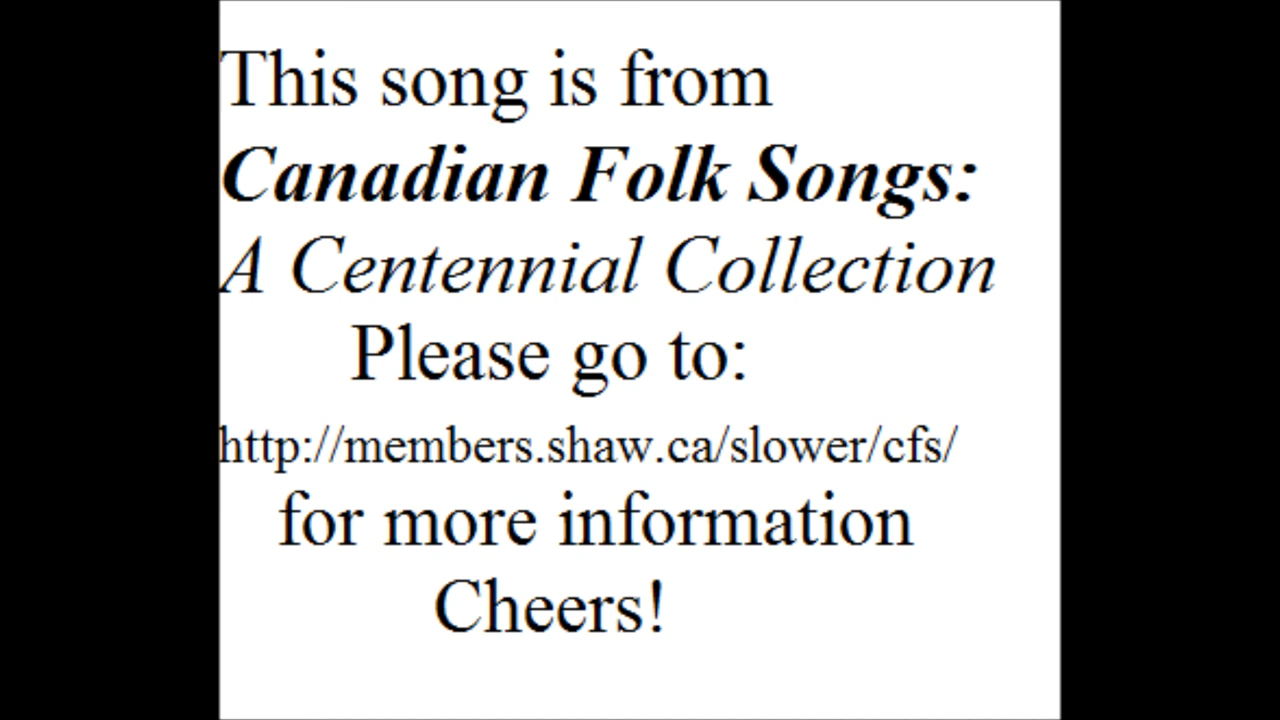 This song is from
Canadian Folk Songs:
A Centennial Collection
Please go to:
http://members.shaw.ca/slower/cfs/
for more information
Cheers!